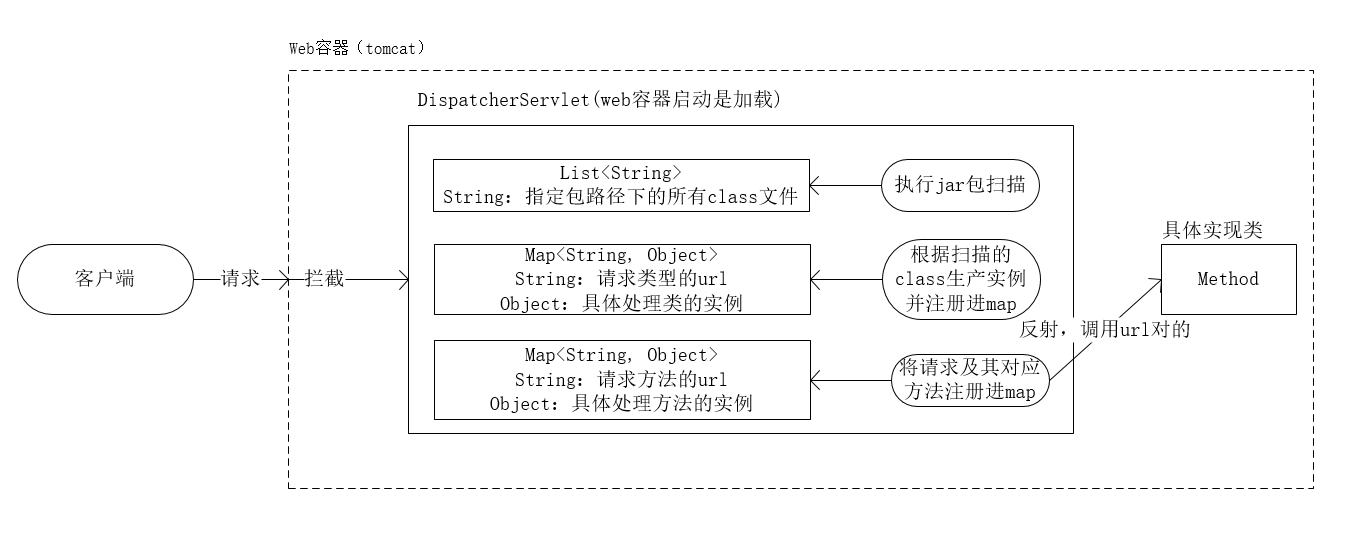 Web容器（tomcat）
DispatcherServlet(web容器启动是加载)
List<String>
String: 指定包路径下的所有class文件
执行jar包扫描
客户端
请求
拦截
Map<String, Object>
String: 请求类型的url
Object: 具体处理类的实例
根据扫描的
class生产实例
并注册进map
具体实现类
Method
反射，调用url对的
Map<String, Object>
String: 请求方法的url
Object: 具体处理方法的实例
将请求及其对应
方法注册进map